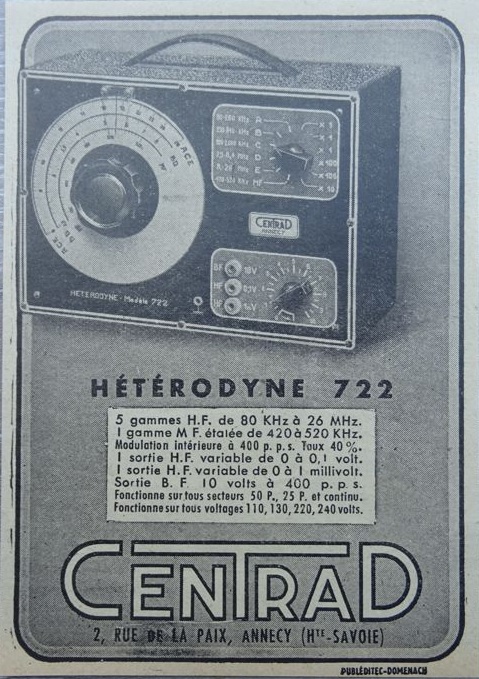 A
B
C
D
E
MF
CENTRAD
ANNECY
BF 10V
HF 0,1V
HF 1mV
HETERODYNE - Modèle 722
HÉTÉRODYNE 722
5 gammes H.F. de 80 KHz à 26 MHz.
1 gamme M F. étalée de 420 à 520 KHz.
Modulation intérieure à 400 p. p. s. Taux 40 %.
1 sortie H. F. variable de 0 à 0,1 volt.
1 sortie H. F. variable de 0 à 1 millivolt.
Sortie B. F. 10 volts à 400 p. p. s.
Fonctionne sur tous secteurs 50 P., 25 P. et continu.
Fonctionne sur tous voltages 110, 130, 220, 240 volts.
CENTRAD
2, RUE DE LA PAIX, ANNECY (HTE-SAVOIE)
PUBLÉDITEC-DOMENACH